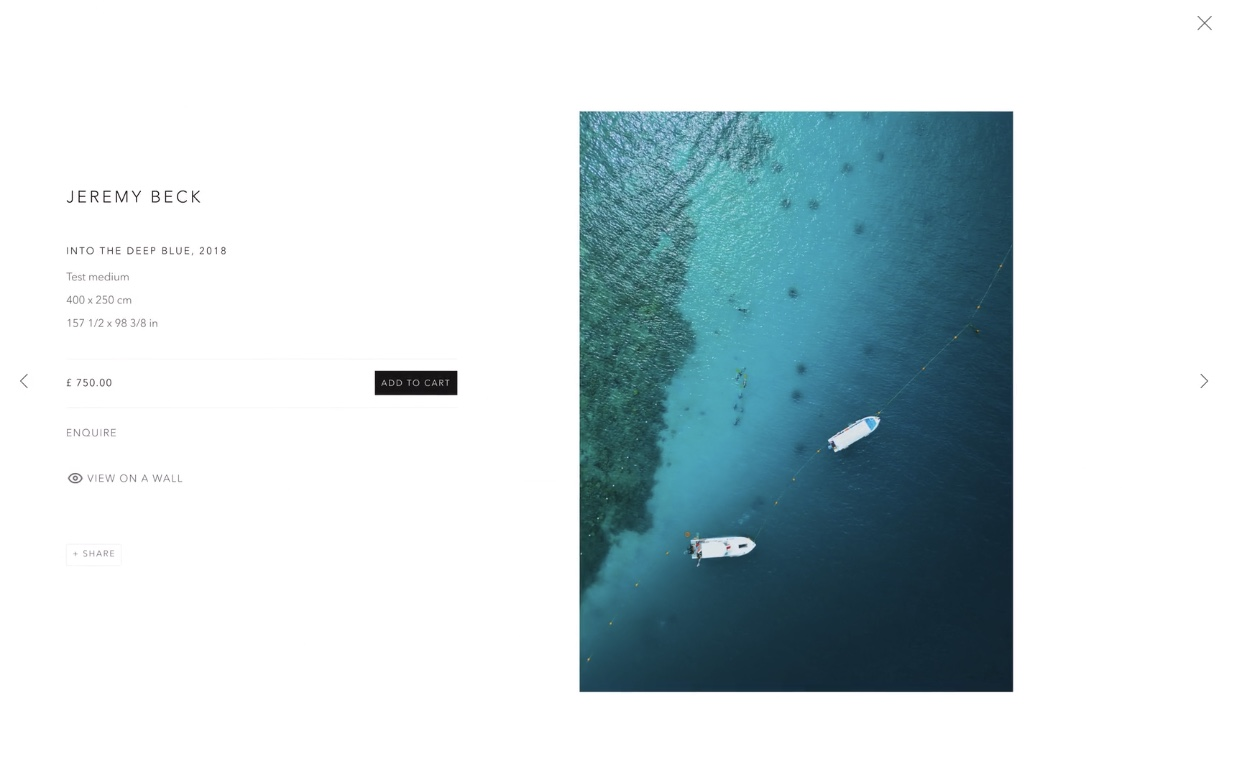 JEREMY BECK
INTO THE DEEP BLUE, 2018
Test medium
400 x 250 cm
157 1/2 x 98 3/8 in
£ 750.00
ADD TO CART
ENQUIRE
VIEW ON A WALL
+ SHARE